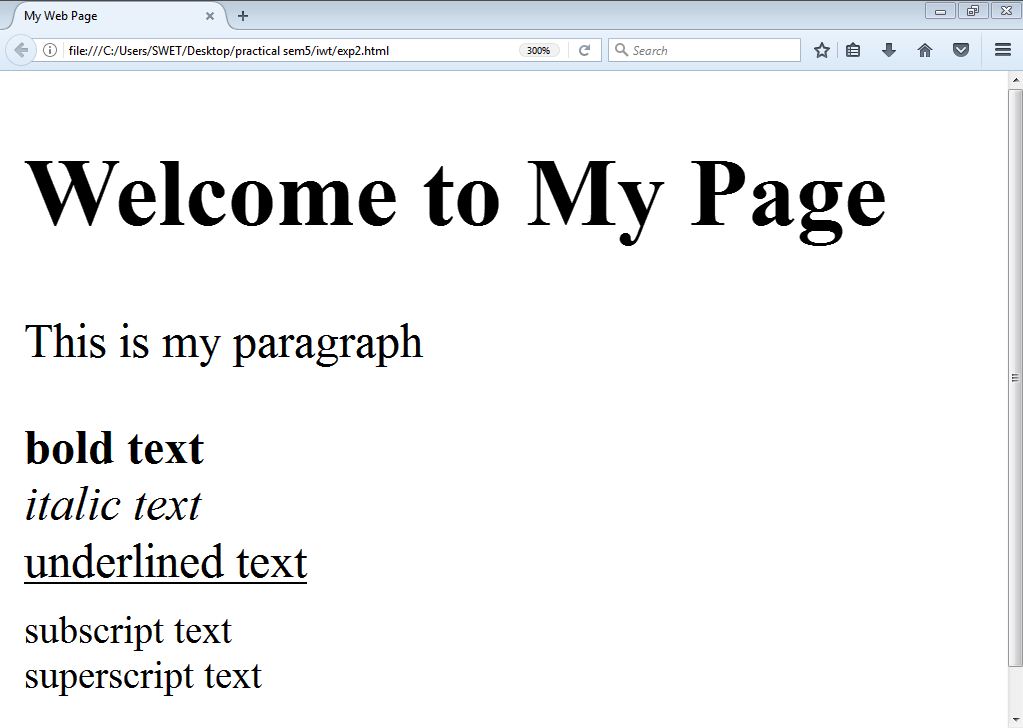 My Web Page
file:///C:/Users/SWET/Desktop/practical sem5/iwt/exp2.html 300% Search
Welcome to My Page
This is my paragraph
bold text
italic text
underlined text
subscript text
superscript text